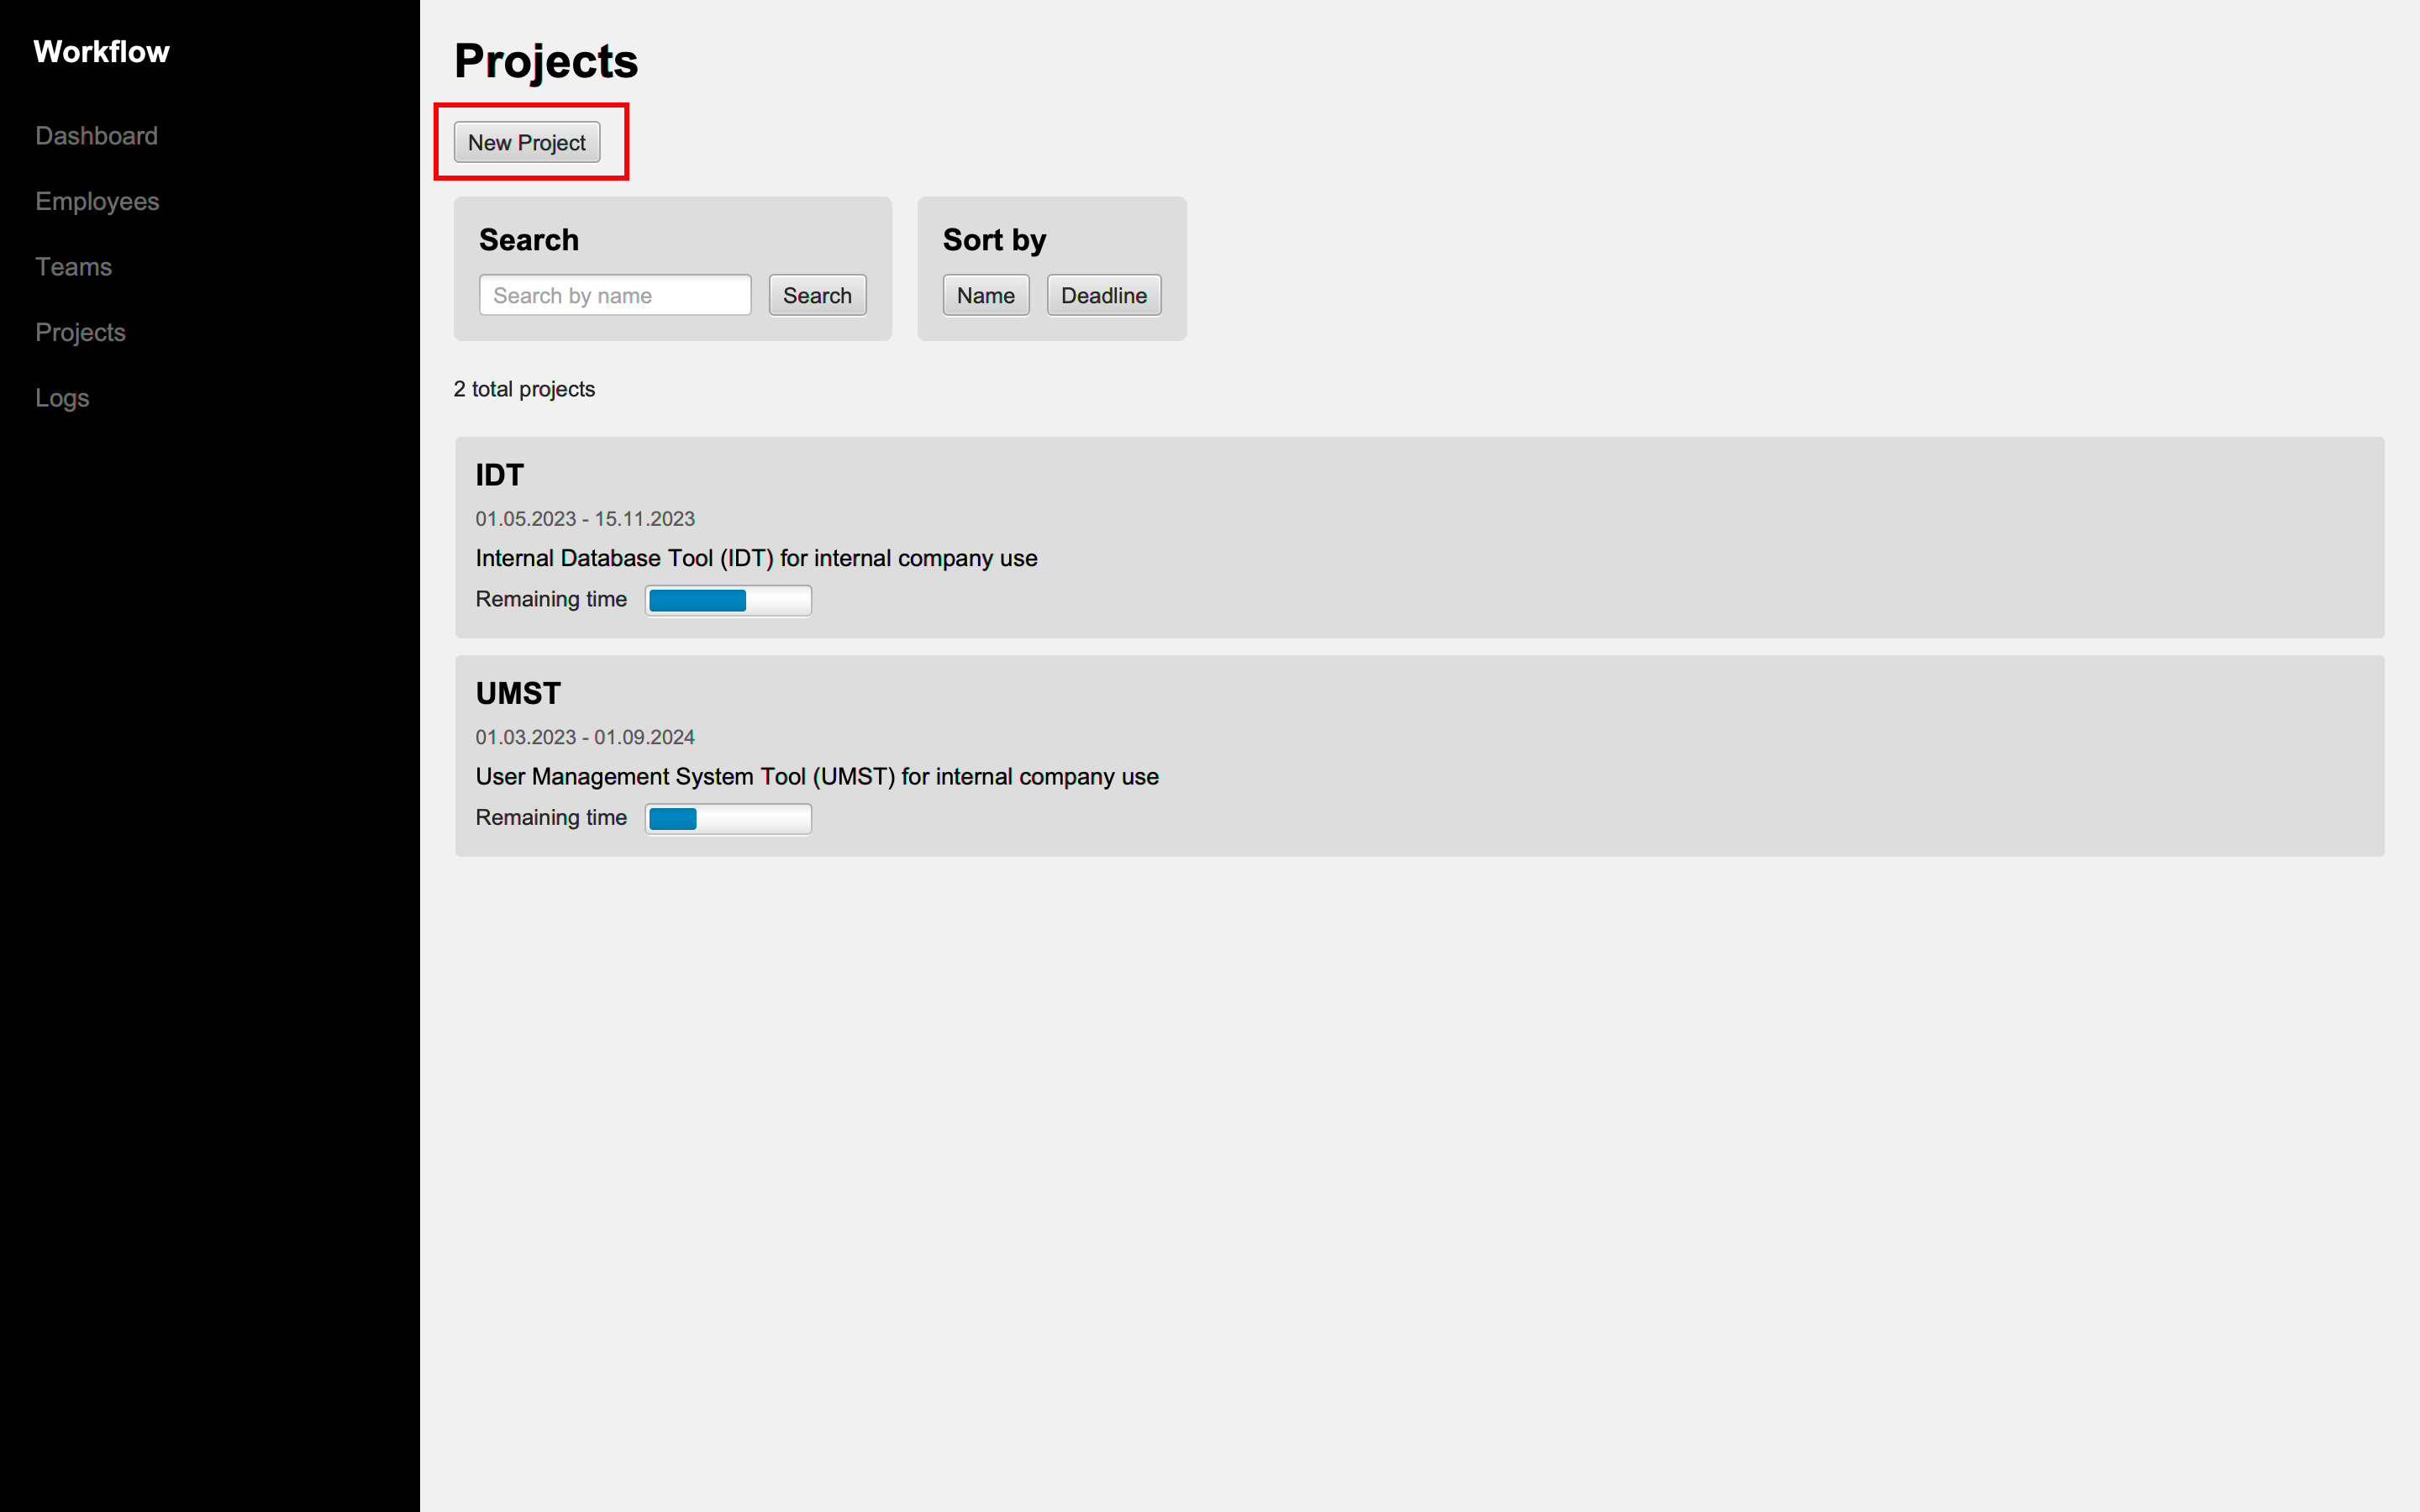 Workflow
Dashboard
Employees
Teams
Projects
Logs
Projects
New Project
Search
Search by name
Search
Sort by
Name
Deadline
2 total projects
IDT
01.05.2023 - 15.11.2023
Internal Database Tool (IDT) for internal company use
Remaining time
UMST
01.03.2023 - 01.09.2024
User Management System Tool (UMST) for internal company use
Remaining time